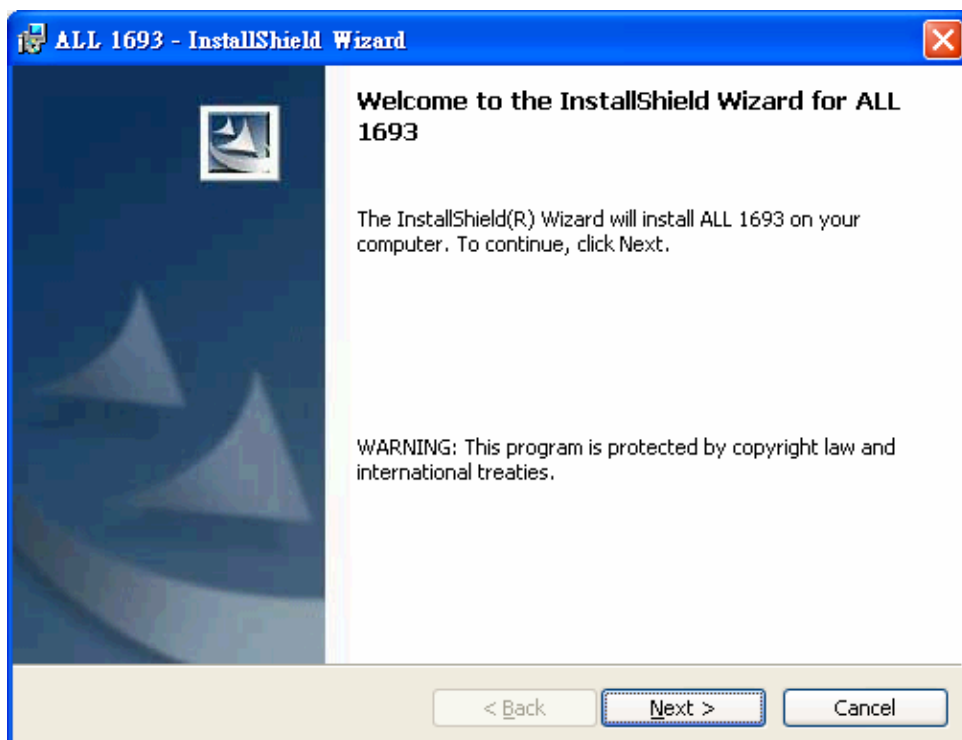 ALL 1693 - InstallShield Wizard
Welcome to the InstallShield Wizard for ALL
1693
The InstallShield(R) Wizard will install ALL 1693 on your
computer. To continue, click Next.
WARNING: This program is protected by copyright law and
international treaties.
< Back
Next >
Cancel